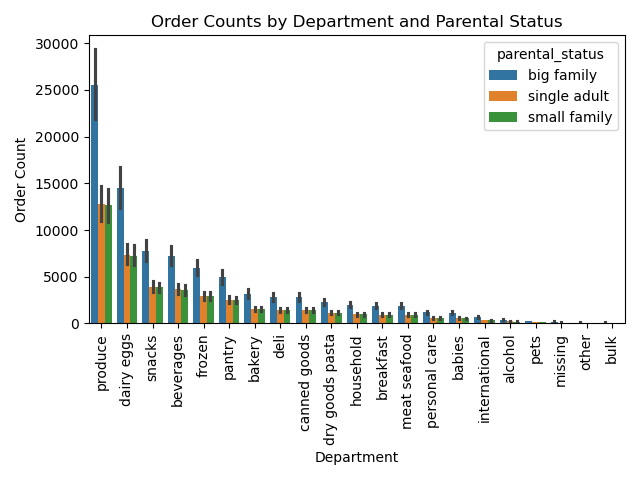 Order Counts by Department and Parental Status
30000
25000
20000
15000
10000
5000
0
Order Count
parental_status
big family
single adult
small family
produce
dairy eggs
snacks
beverages
frozen
pantry
bakery
deli
canned goods
dry goods pasta
household
breakfast
meat seafood
personal care
babies
international
alcohol
pets
missing
other
bulk
Department